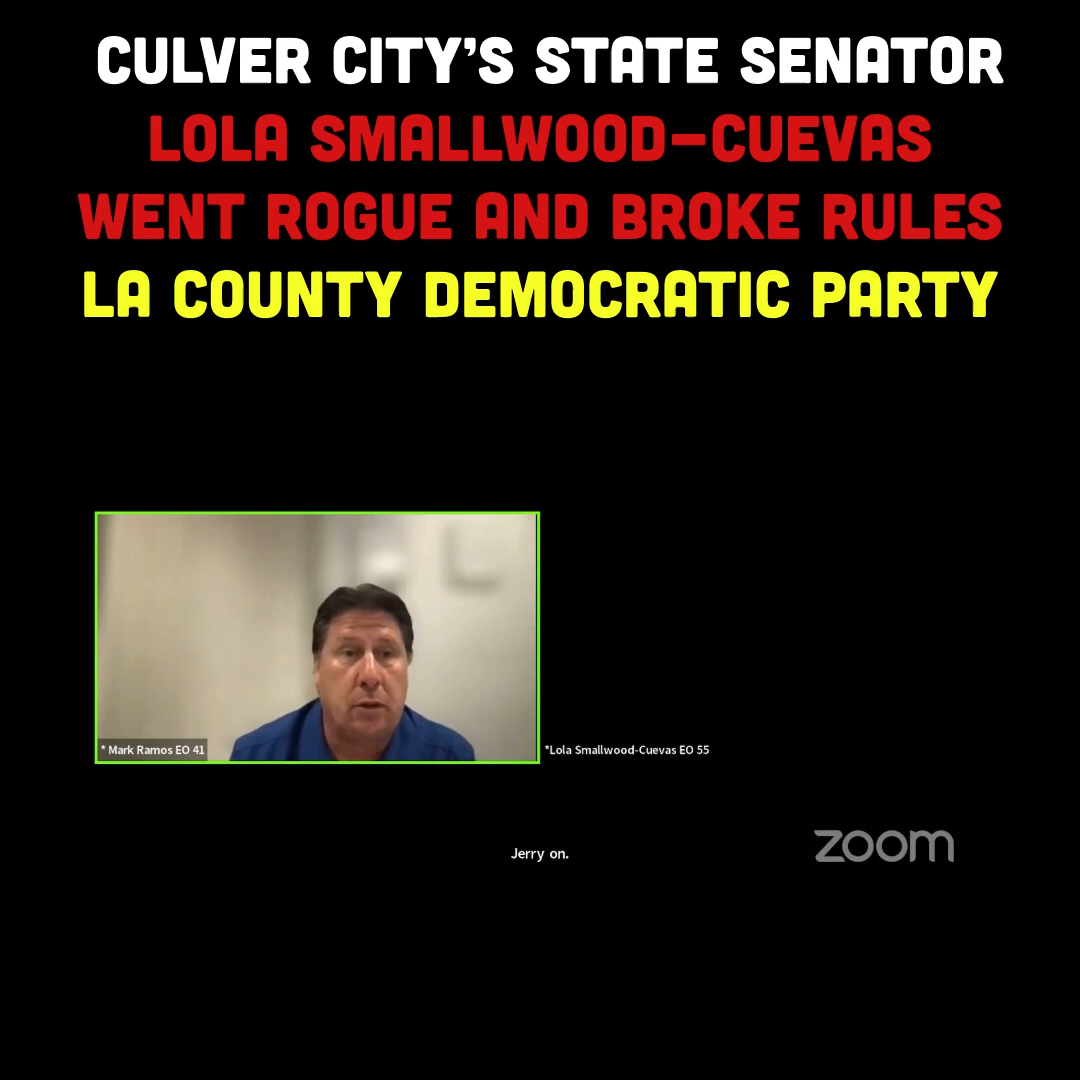 CULVER CITY'S STATE SENATOR
LOLA SMALLWOOD-CUEVAS
WENT ROGUE AND BROKE RULES
LA COUNTY DEMOCRATIC PARTY
* Mark Ramos EO 41
*Lola Smallwood-Cuevas EO 55
Jerry on.
zoom